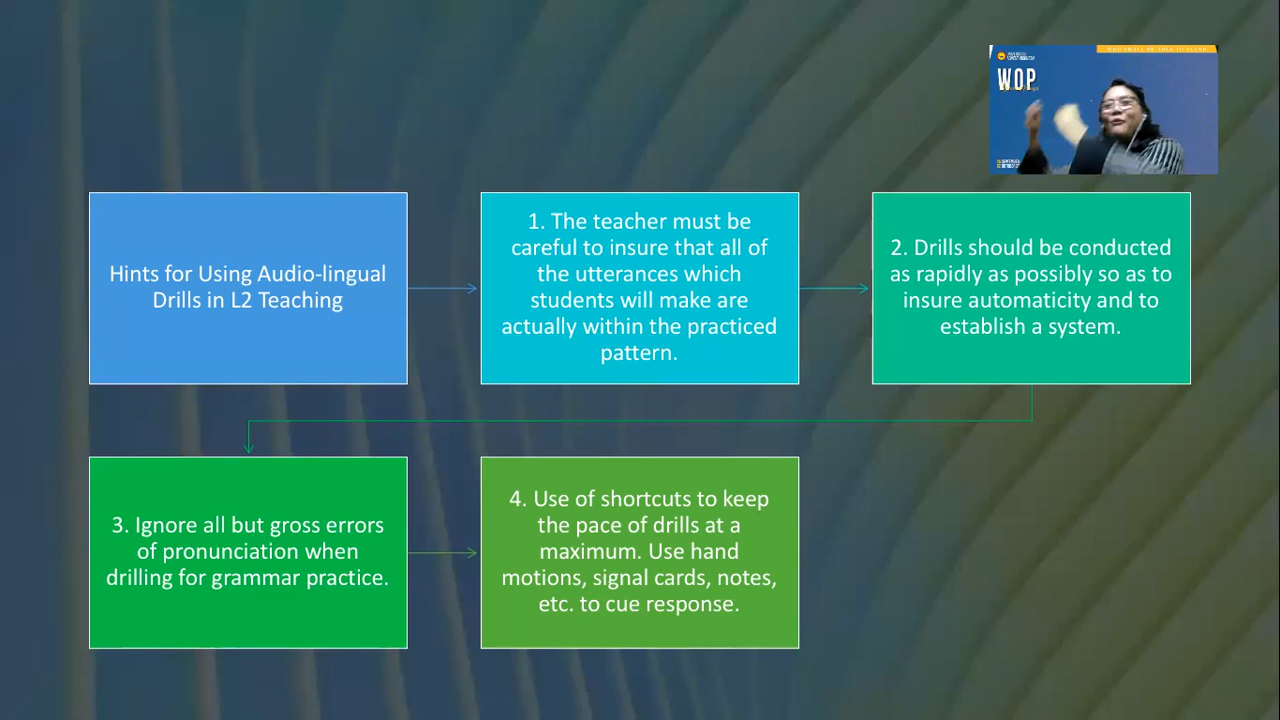 WOP
Hints for Using Audio-lingual
Drills in L2 Teaching
1. The teacher must be
careful to insure that all of
the utterances which
students will make are
actually within the practiced
pattern.
2. Drills should be conducted
as rapidly as possibly so as to
insure automaticity and to
establish a system.
3. Ignore all but gross errors
of pronunciation when
drilling for grammar practice.
4. Use of shortcuts to keep
the pace of drills at a
maximum. Use hand
motions, signal cards, notes,
etc. to cue response.